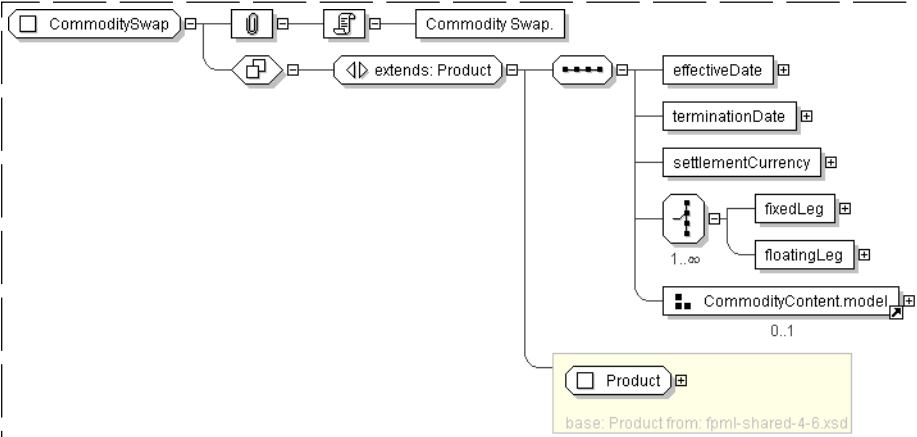 CommoditySwap
Commodity Swap.
extends: Product
effectiveDate
terminationDate
settlementCurrency
fixedLeg
1..∞
floatingLeg
CommodityContent.model
0..1
Product
base: Product from: fpml-shared-4-6.xsd